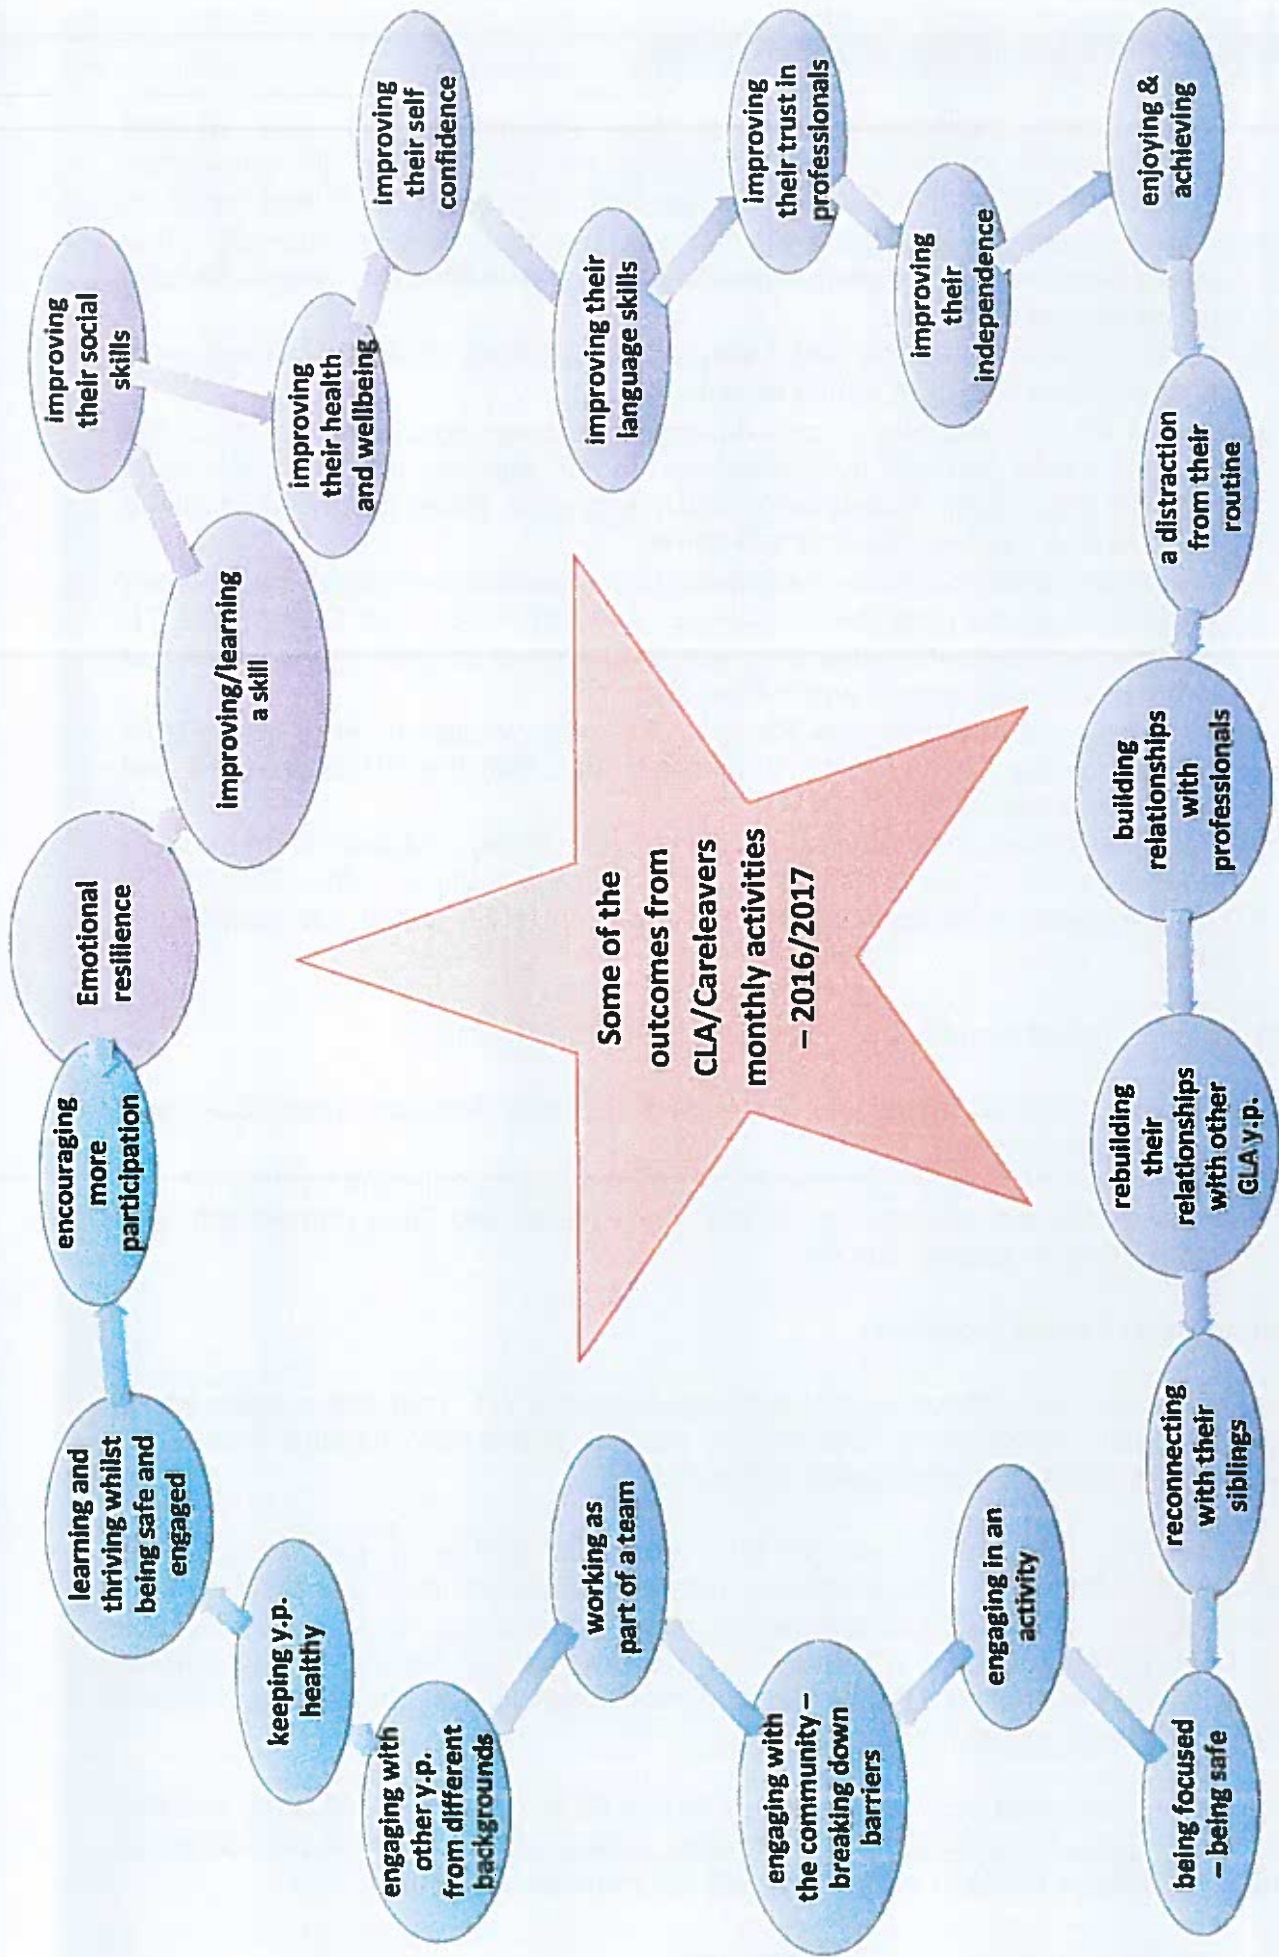 Some of the
outcomes from
CLA/Careleavers
monthly activities
– 2016/2017
Emotional
resilience
improving/learning
a skill
improving
their social
skills
improving
their health
and wellbeing
improving
their self
confidence
improving their
language skills
improving
their trust in
professionals
improving
their
independence
enjoying &
achieving
a distraction
from their
routine
building
relationships
with
professionals
rebuilding
their
relationships
with other
CLA y.p.
reconnecting
with their
siblings
being focused
– being safe
engaging in an
activity
engaging with
the community –
breaking down
barriers
working as
part of a team
engaging with
other y.p.
from different
backgrounds
keeping y.p.
healthy
learning and
thriving whilst
being safe and
engaged
encouraging
more
participation